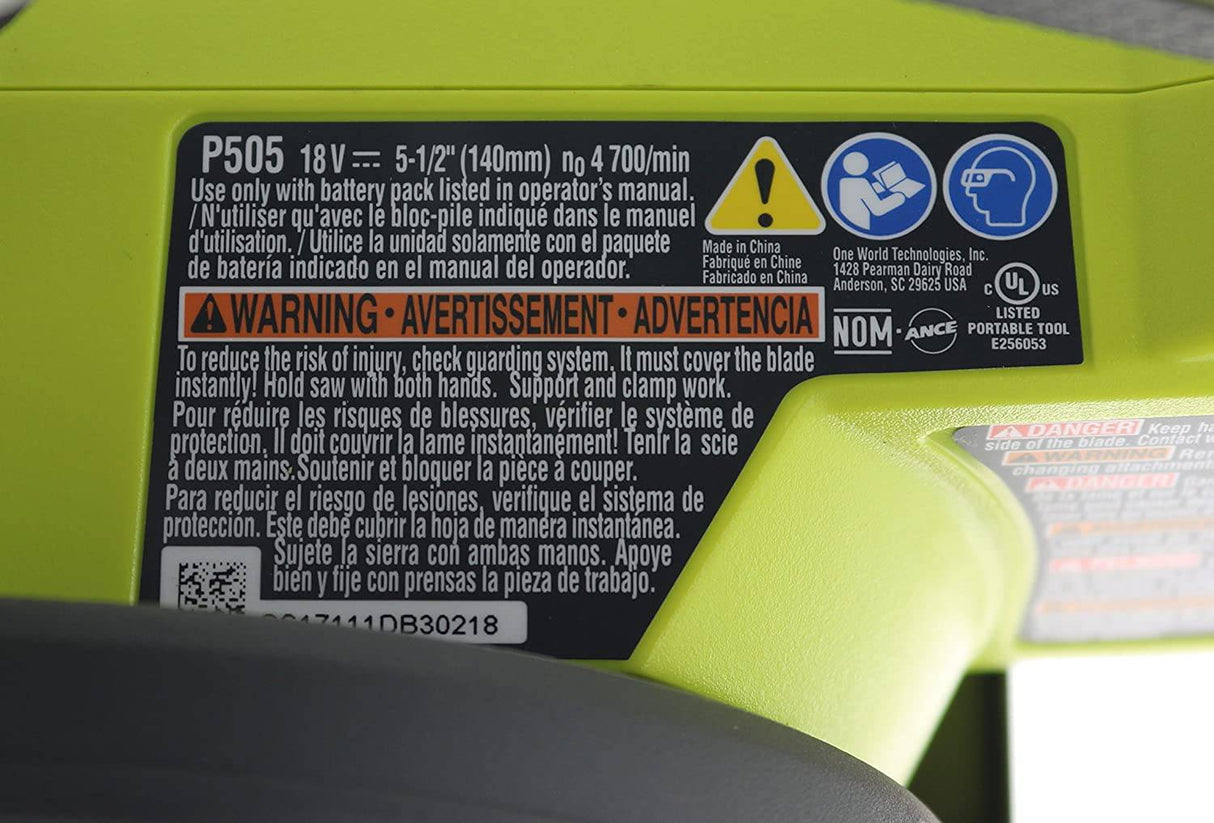 P505 18V 5-1/2" (140mm) n0 4 700/min
Use only with battery pack listed in operator's manual.
/ N'utiliser qu'avec le bloc-pile indiqué dans le manuel
d'utilisation. / Utilice la unidad solamente con el paquete
de batería indicado en el manual del operador.
Made in China
Fabriqué en Chine
Fabricado en China
One World Technologies, Inc.
1428 Pearman Dairy Road
Anderson, SC 29625 USA
C UL US
LISTED
PORTABLE TOOL
E256053
NOM-ANCE
WARNING • AVERTISSEMENT • ADVERTENCIA
To reduce the risk of injury, check guarding system. It must cover the blade
instantly! Hold saw with both hands. Support and clamp work.
Pour réduire les risques de blessures, vérifier le système de
protection. Il doit couvrir la lame instantanément! Tenir la scie
à deux mains. Soutenir et bloquer la pièce à couper.
Para reducir el riesgo de lesiones, verifique el sistema de
protección. Este debe cubrir la hoja de manera instantánea.
Sujete la sierra con ambas manos. Apoye
bien y fije con prensas la pieza de trabajo.
17111DB30218
DANGER! Keep
side of the blade. Contact
WARNING
changing
DANGER!